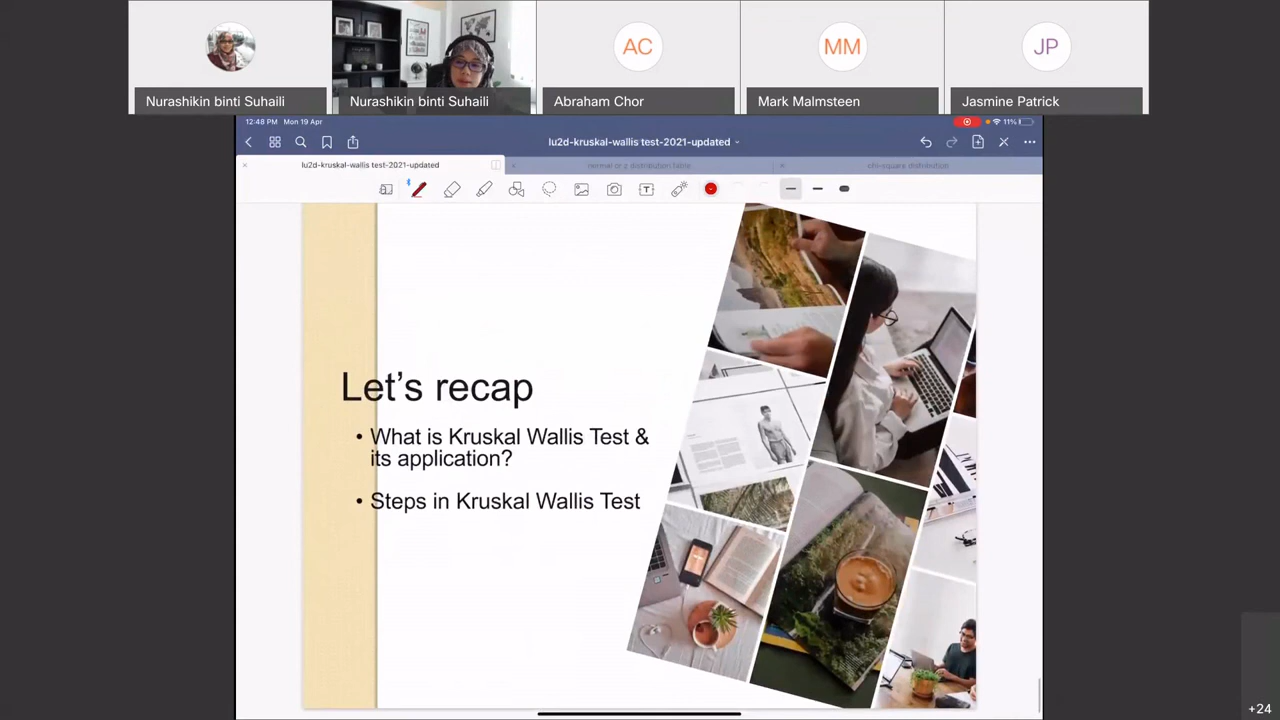 AC
MM
JP
Nurashikin binti Suhaili
Nurashikin binti Suhaili
Abraham Chor
Mark Malmsteen
Jasmine Patrick
12:48 PM Mon 19 Apr
11%
lu2d-kruskal-wallis test-2021-updated
lu2d-kruskal-wallis test-2021-updated
normal or z distribution table
chi-square distribution
T
Let's recap
• What is Kruskal Wallis Test &
its application?
• Steps in Kruskal Wallis Test
+24